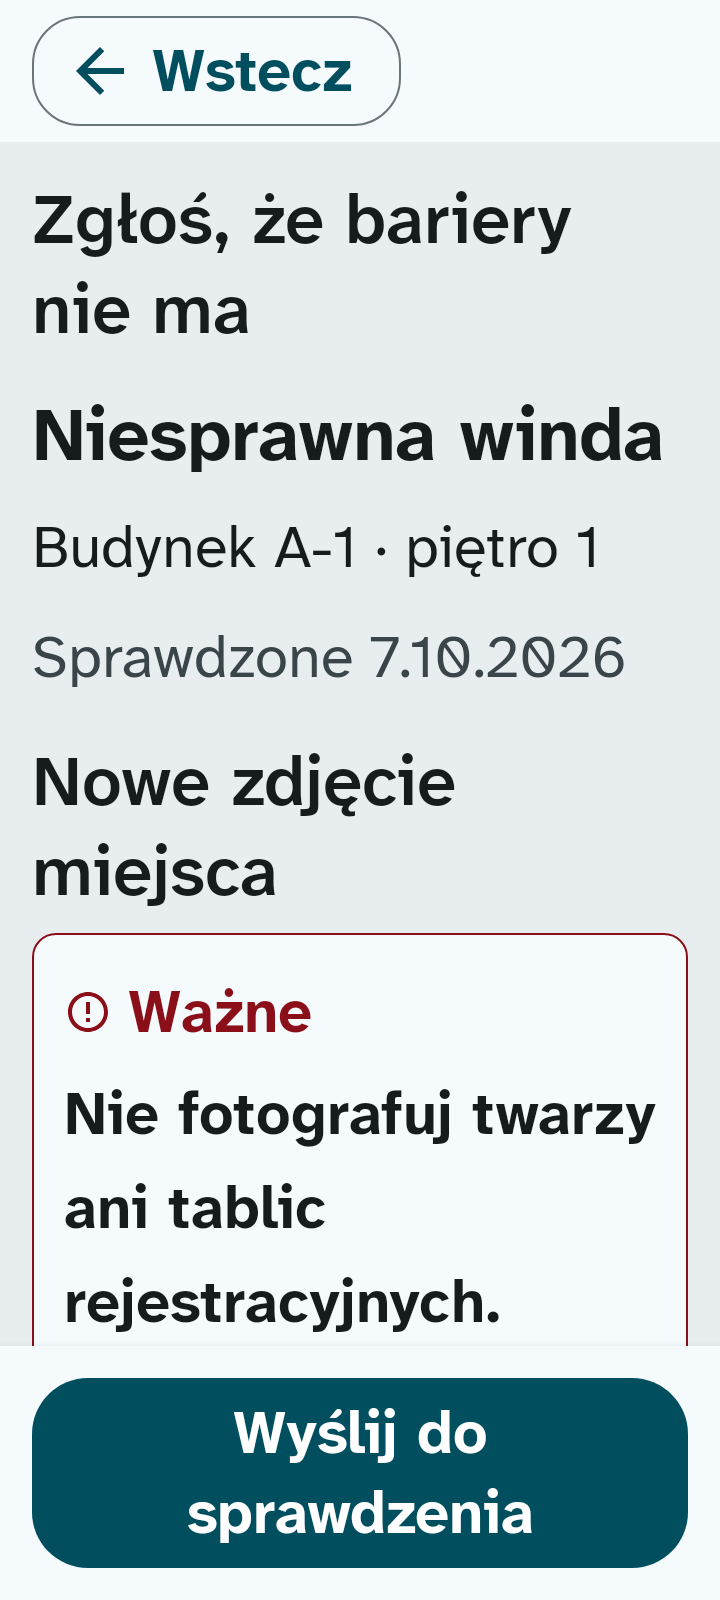 Wstecz
Zgłoś, że bariery
nie ma
Niesprawna winda
Budynek A-1 · piętro 1
Sprawdzone 7.10.2026
Nowe zdjęcie
miejsca
Ważne
Nie fotografuj twarzy
ani tablic
rejestracyjnych.
Wyślij do
sprawdzenia